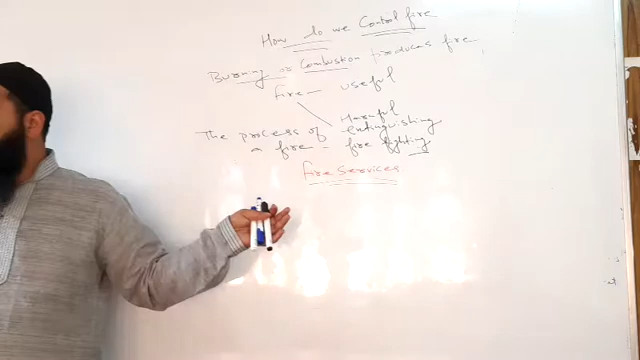 How do we Control fire
Burning or Combustion produces fire
fire - useful
Harmful
The process of extinguishing
a fire - fire fighting
fire services